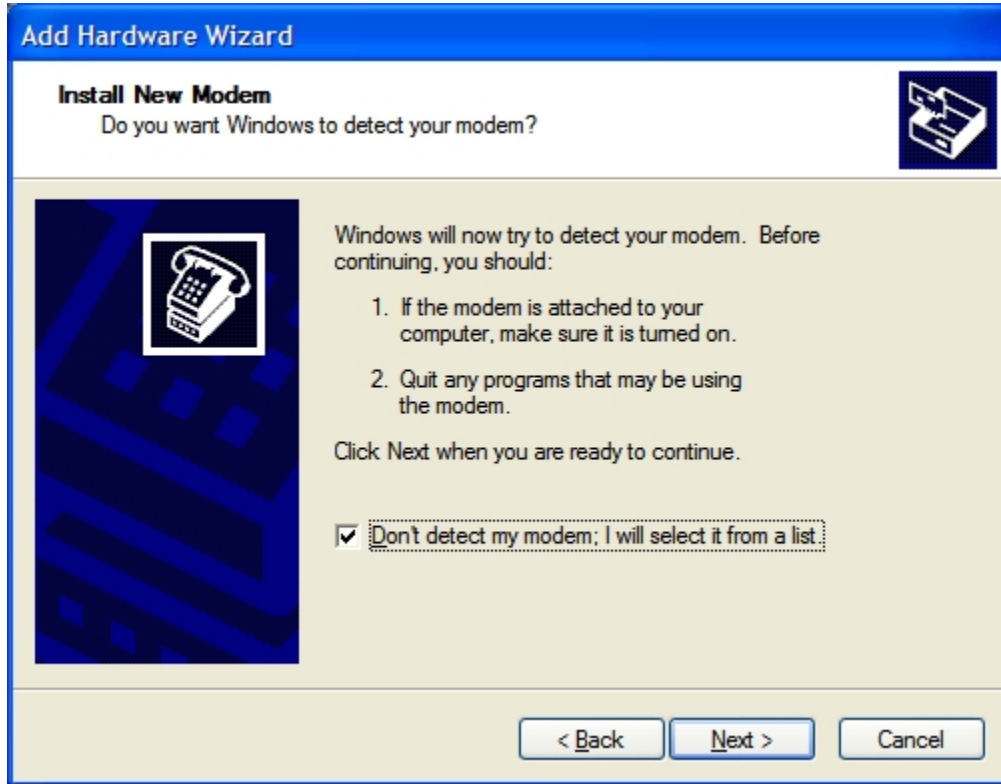 Add Hardware Wizard
Install New Modem
Do you want Windows to detect your modem?
Windows will now try to detect your modem. Before
continuing, you should:
1. If the modem is attached to your
computer, make sure it is turned on.
2. Quit any programs that may be using
the modem.
Click Next when you are ready to continue.
Don't detect my modem; I will select it from a list.
< Back
Next >
Cancel